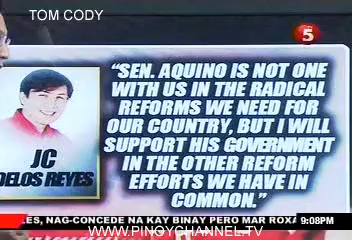 TOM CODY
5
"SEN. AQUINO IS NOT ONE
WITH US IN THE RADICAL
REFORMS WE NEED FOR
OUR COUNTRY, BUT I WILL
SUPPORT HIS GOVERNMENT
IN THE OTHER REFORM
EFFORTS WE HAVE IN
COMMON."
JC
DELOS REYES
LES, NAG-CONCEDE NA KAY BINAY PERO MAR ROXA
9:08PM
WWW.PINOYCHANNEL.TV